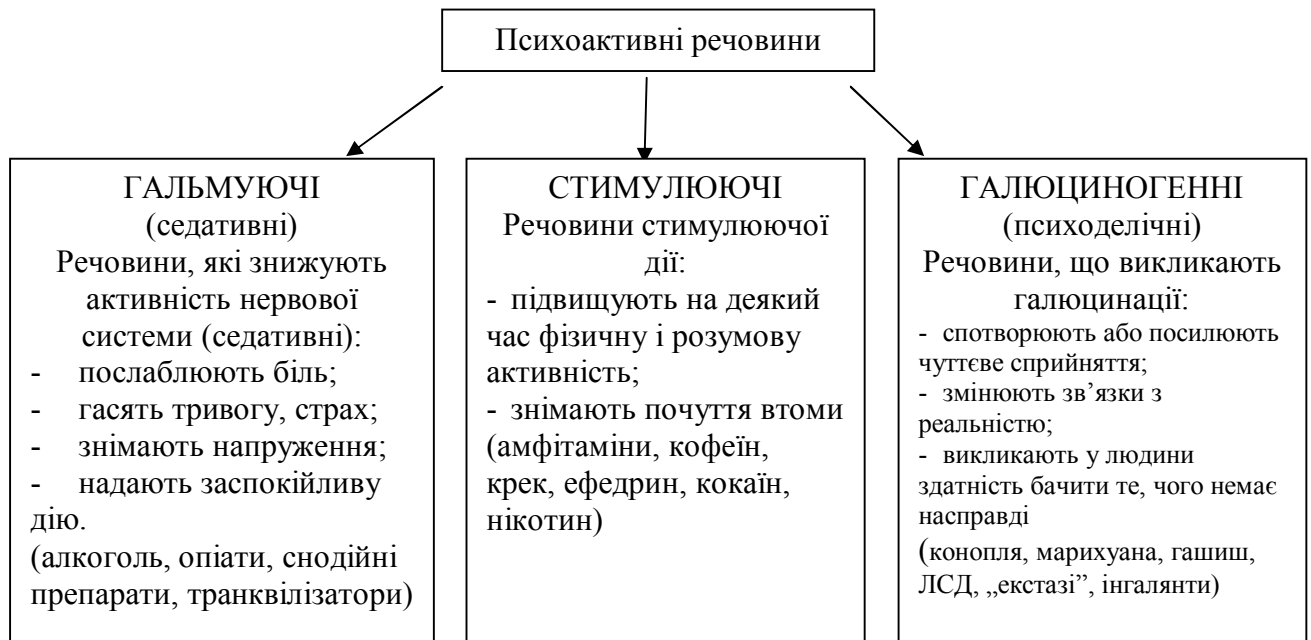 Психоактивні речовини
ГАЛЬМУЮЧІ
(седативні)
Речовини, які знижують
активність нервової
системи (седативні):
- послаблюють біль;
- гасять тривогу, страх;
- знімають напруження;
- надають заспокійливу
дію.
(алкоголь, опіати, снодійні
препарати, транквілізатори)
СТИМУЛЮЮЧІ
Речовини стимулюючої
дії:
- підвищують на деякий
час фізичну і розумову
активність;
- знімають почуття втоми
(амфітаміни, кофеїн,
крек, ефедрин, кокаїн,
нікотин)
ГАЛЮЦИНОГЕННІ
(психоделічні)
Речовини, що викликають
галюцинації:
- спотворюють або посилюють
чуттєве сприйняття;
- змінюють зв’язки з
реальністю;
- викликають у людини
здатність бачити те, чого немає
насправді
(конопля, марихуана, гашиш,
ЛСД, „екстазі”, інгалянти)